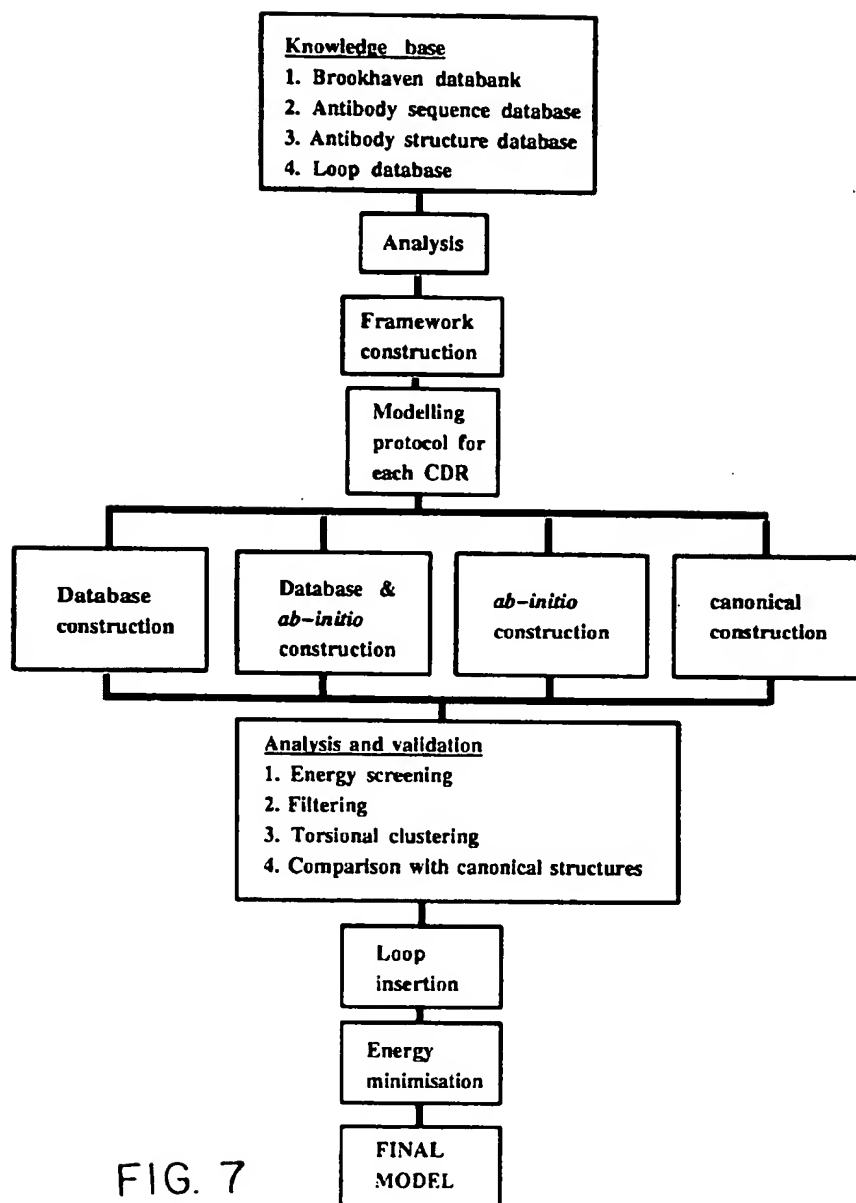 Knowledge base
1. Brookhaven databank
2. Antibody sequence database
3. Antibody structure database
4. Loop database
Analysis
Framework
construction
Modelling
protocol for
each CDR
Database
construction
Database &
ab-initio
construction
ab-initio
construction
canonical
construction
Analysis and validation
1. Energy screening
2. Filtering
3. Torsional clustering
4. Comparison with canonical structures
Loop
insertion
Energy
minimisation
FINAL
MODEL
FIG. 7